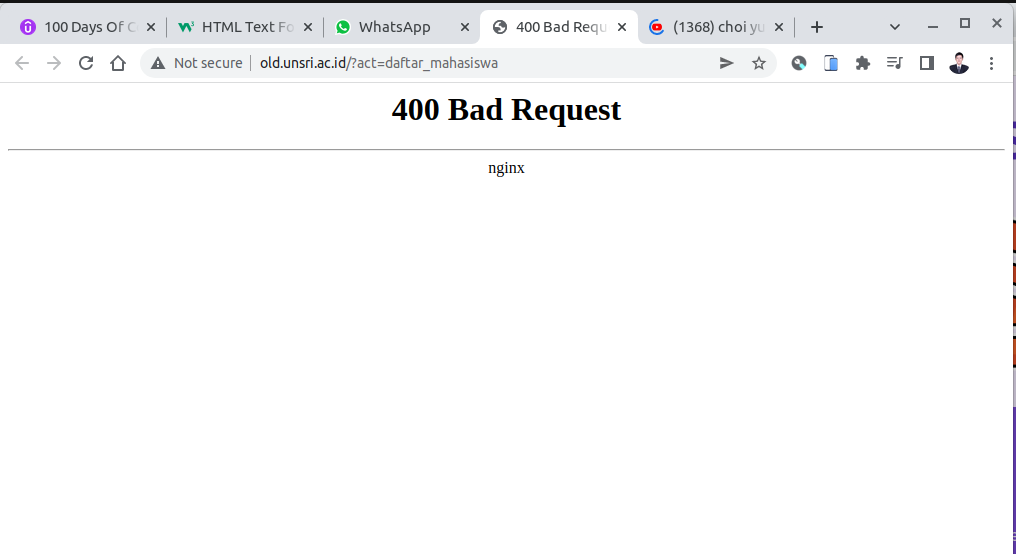 100 Days Of C
HTML Text Fo
WhatsApp
400 Bad Requ
(1368) choi yu
Not secure
old.unsri.ac.id/?act=daftar_mahasiswa
400 Bad Request
nginx